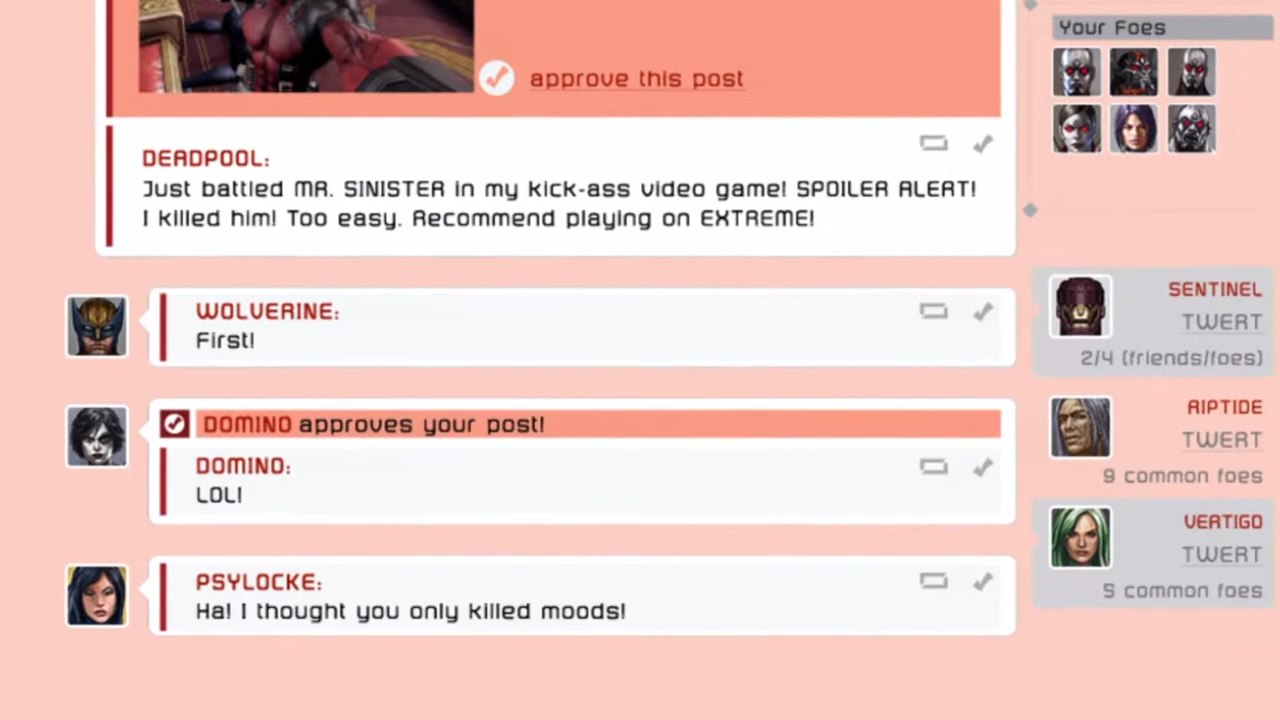 approve this post
DEADPOOL:
Just battled MR. SINISTER in my kick-ass video game! SPOILER ALERT!
I killed him! Too easy. Recommend playing on EXTREME!
WOLVERINE:
First!
DOMINO approves your post!
DOMINO:
LOL!
PSYLOCKE:
Ha! I thought you only killed moods!
Your Foes
SENTINEL
TWERT
2/4 (friends/foes)
RIPTIDE
TWERT
9 common foes
VERTIGO
TWERT
5 common foes